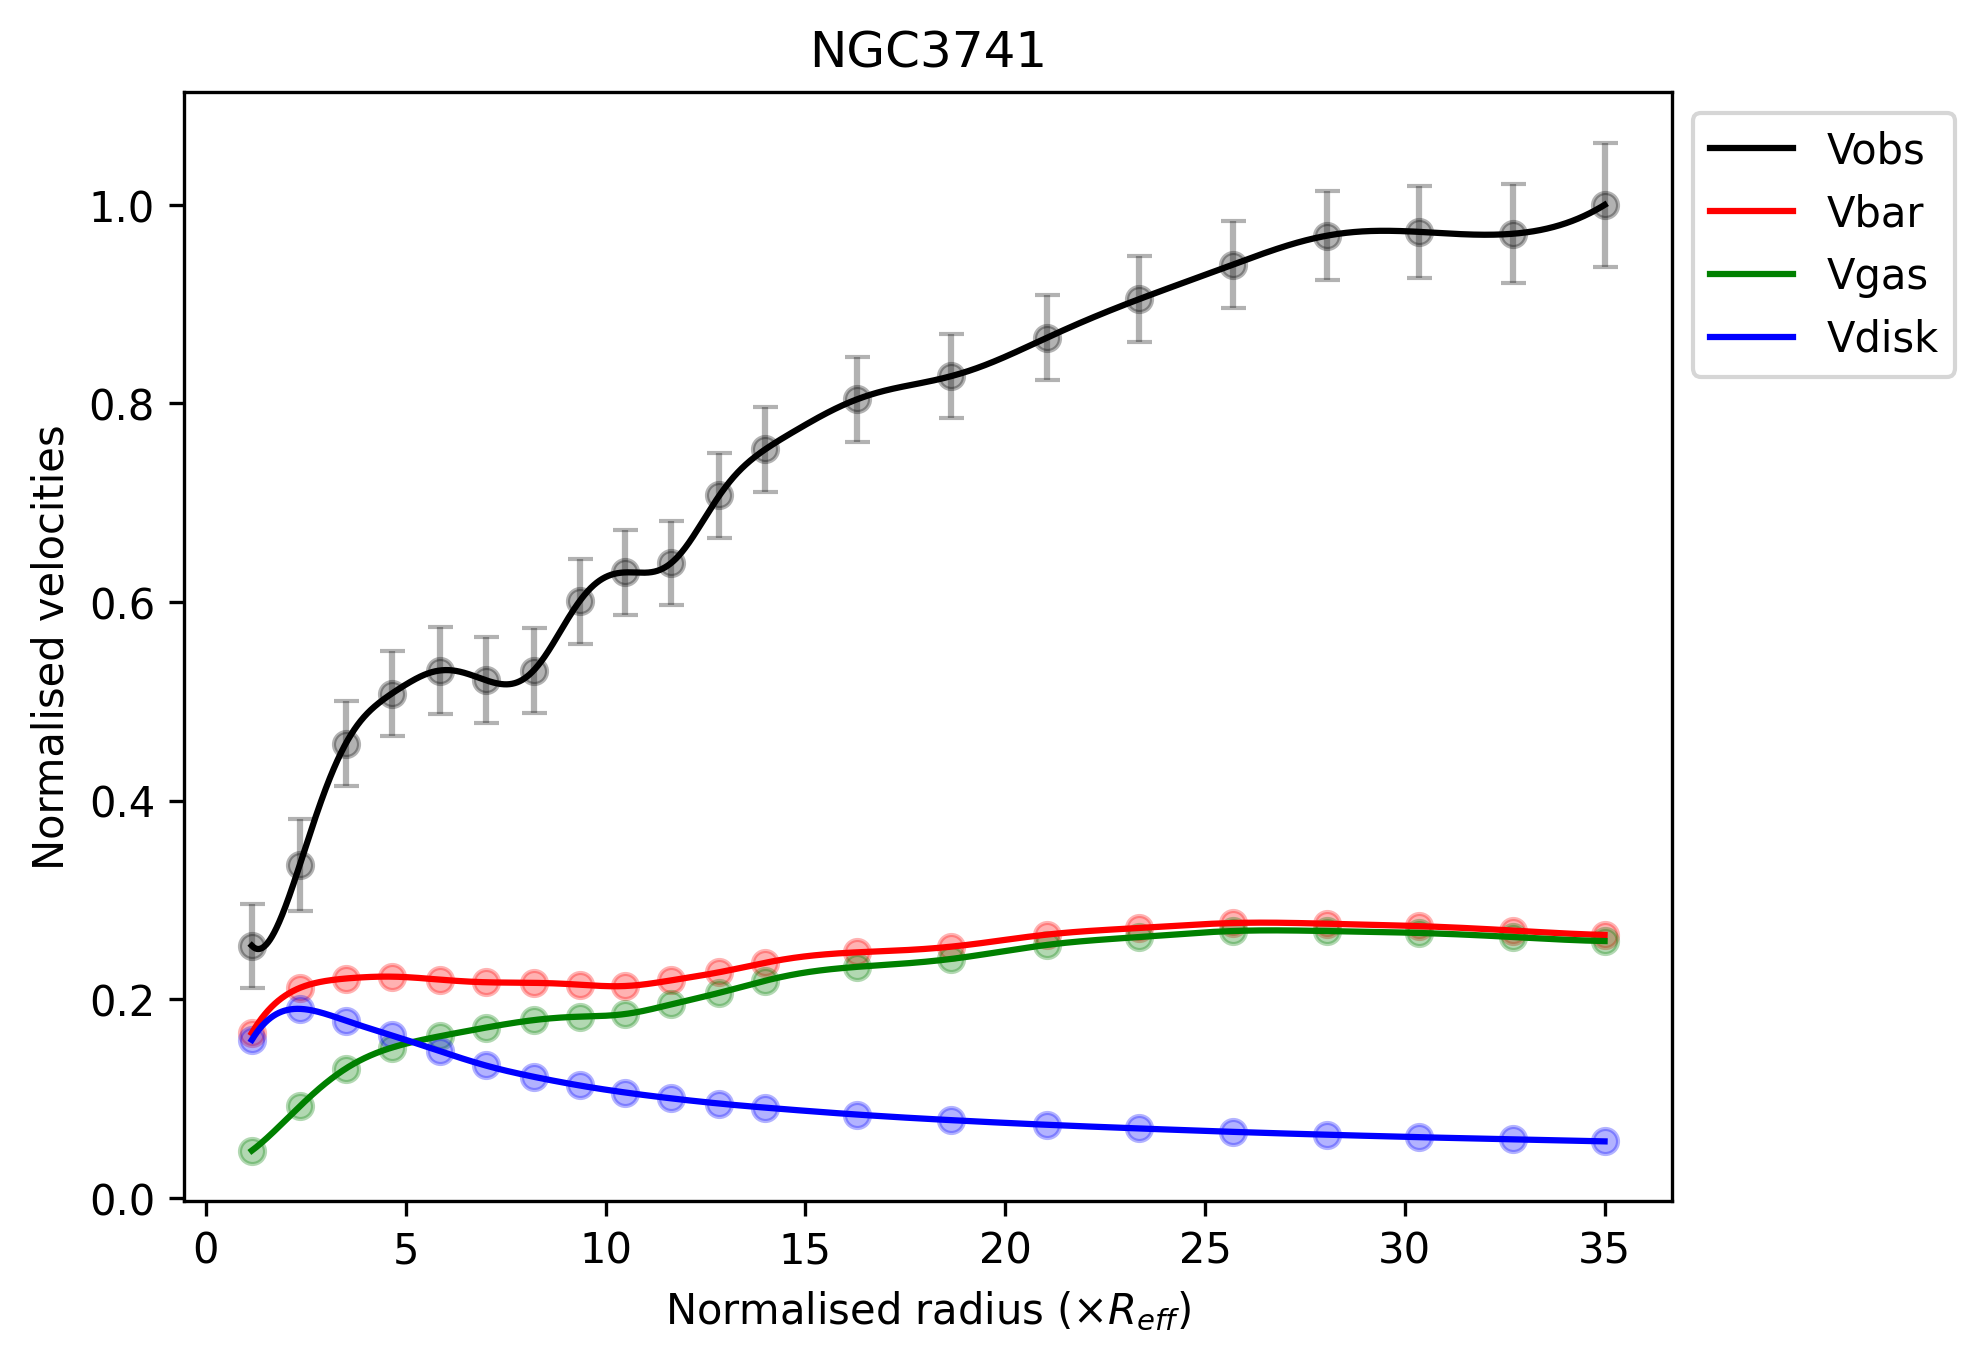 NGC3741
Normalised velocities
1.0
0.8
0.6
0.4
0.2
0.0
0 5 10 15 20 25 30 35
Normalised radius (×R_eff)
Vobs
Vbar
Vgas
Vdisk